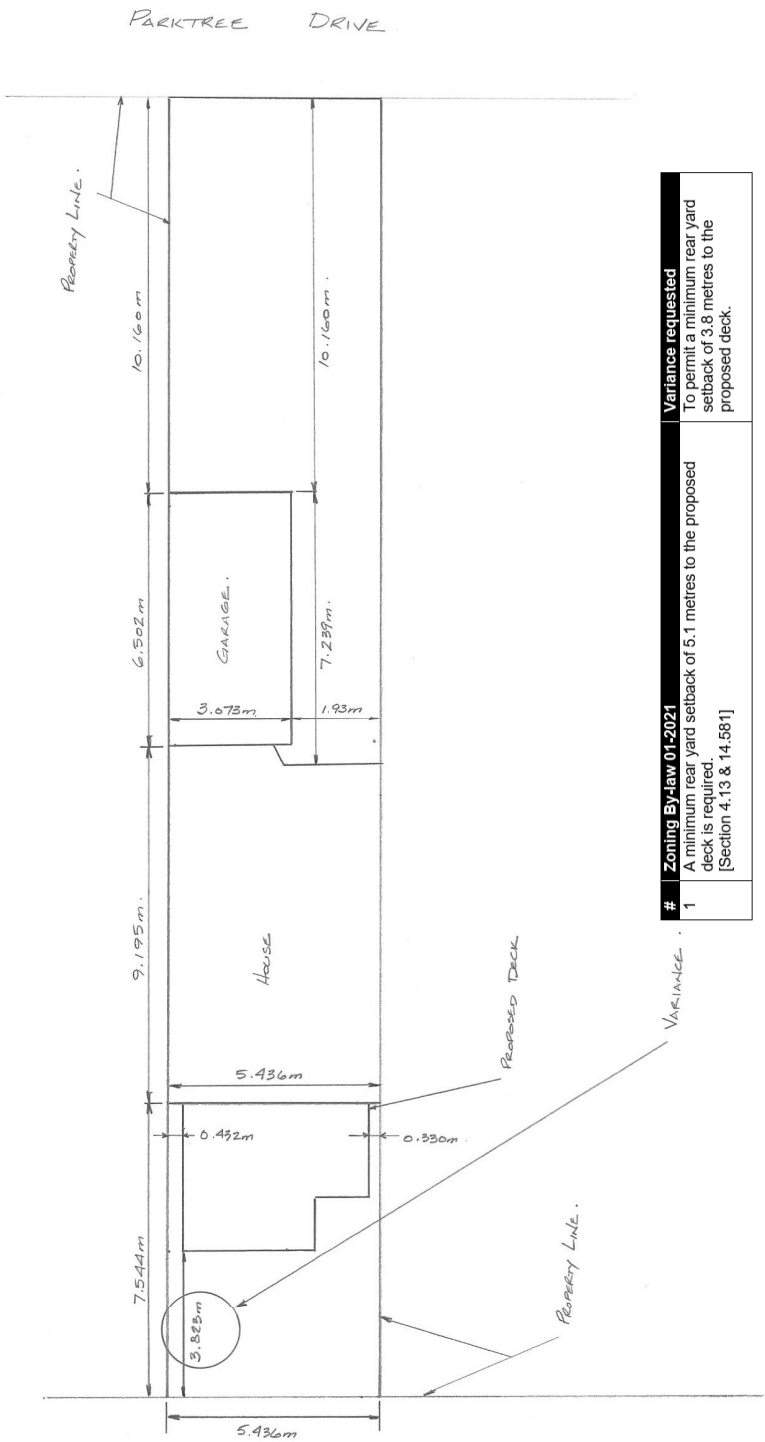 PARKTREE DRIVE
PROPERTY LINE.
10.160m
10.160m.
6.502m
GARAGE.
7.239m.
3.073m
1.93m
9.195m.
HOUSE
5.436m
PROPOSED DECK
0.432m
0.330m
7.544m
3.823m
VARIANCE.
PROPERTY LINE.
5.436m
# Zoning By-law 01-2021 Variance requested
1 A minimum rear yard setback of 5.1 metres to the proposed
deck is required.
[Section 4.13 & 14.581]
To permit a minimum rear yard
setback of 3.8 metres to the
proposed deck.